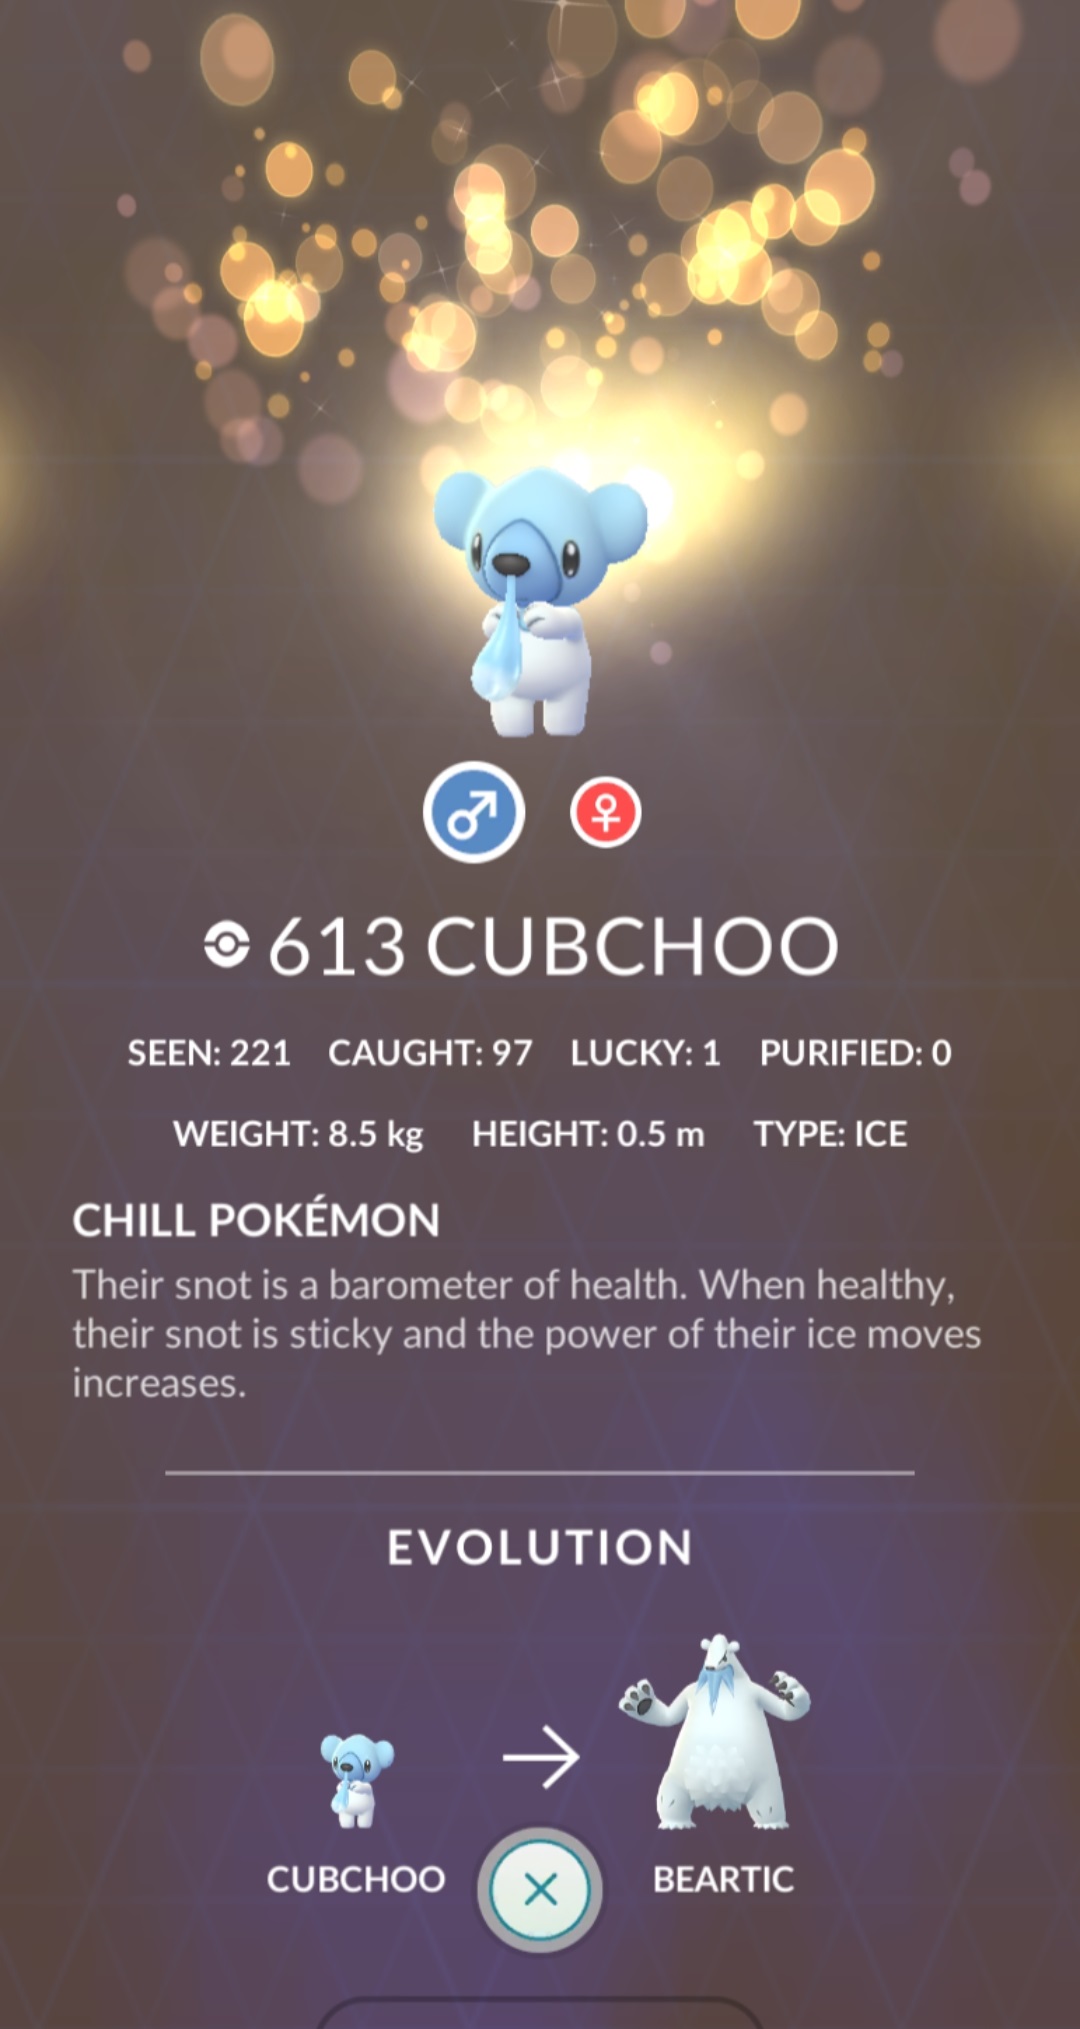 613 CUBCHOO
SEEN: 221 CAUGHT: 97 LUCKY: 1 PURIFIED: 0
WEIGHT: 8.5 kg HEIGHT: 0.5 m TYPE: ICE
CHILL POKÉMON
Their snot is a barometer of health. When healthy,
their snot is sticky and the power of their ice moves
increases.
EVOLUTION
CUBCHOO BEARTIC